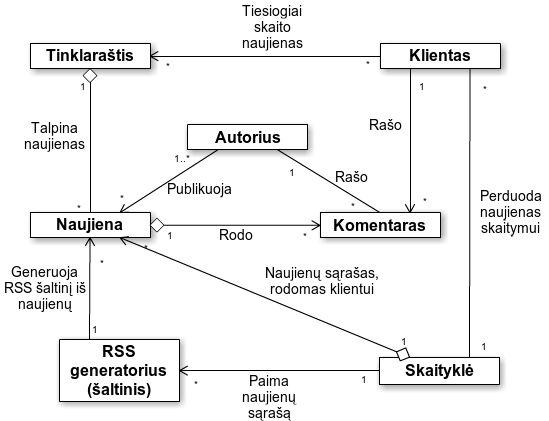 Tiesiogiai
skaito
naujienas
Tinklaraštis
Klientas
*
*
1
1
*
Talpina
naujienas
Rašo
Autorius
1..*
1
Publikuoja
Rašo
Perduoda
naujienas
skaitymui
*
*
*
*
Naujiena
Komentaras
1
Rodo
*
*
*
Generuoja
RSS šaltinį iš
naujienų
Naujienų sąrašas,
rodomas klientui
1
1
1
RSS
generatorius
(šaltinis)
Skaityklė
*
1
Paima
naujienų
sąrašą